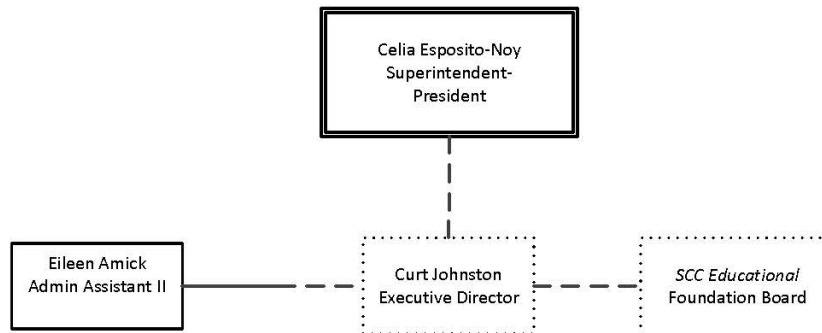 Celia Esposito-Noy
Superintendent-
President
Eileen Amick
Admin Assistant II
Curt Johnston
Executive Director
SCC Educational
Foundation Board